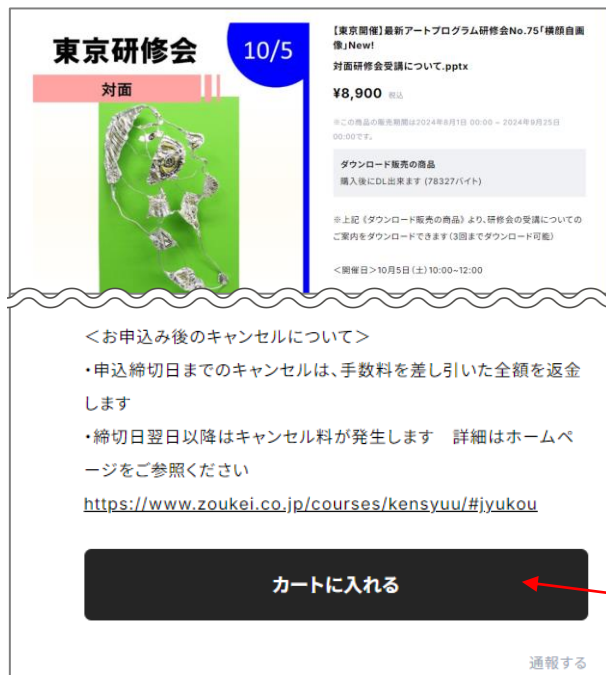 東京研修会
10/5
対面
【東京開催】最新アートプログラム研修会No.75「横顔自画
像」New!
対面研修会受講について.pptx
¥8,900 税込
※この商品の販売期間は2024年8月1日 00:00 ~ 2024年9月25日
00:00です。
ダウンロード販売の商品
購入後にDL出来ます (78327バイト)
※上記《ダウンロード販売の商品》より、研修会の受講についての
ご案内をダウンロードできます(3回までダウンロード可能)
<開催日>10月5日(土)10:00~12:00
<お申込み後のキャンセルについて>
・申込締切日までのキャンセルは、手数料を差し引いた全額を返金
します
・締切日翌日以降はキャンセル料が発生します　詳細はホームペ
ージをご参照ください
https://www.zoukei.co.jp/courses/kensyuu/#jyukou
カートに入れる
通報する